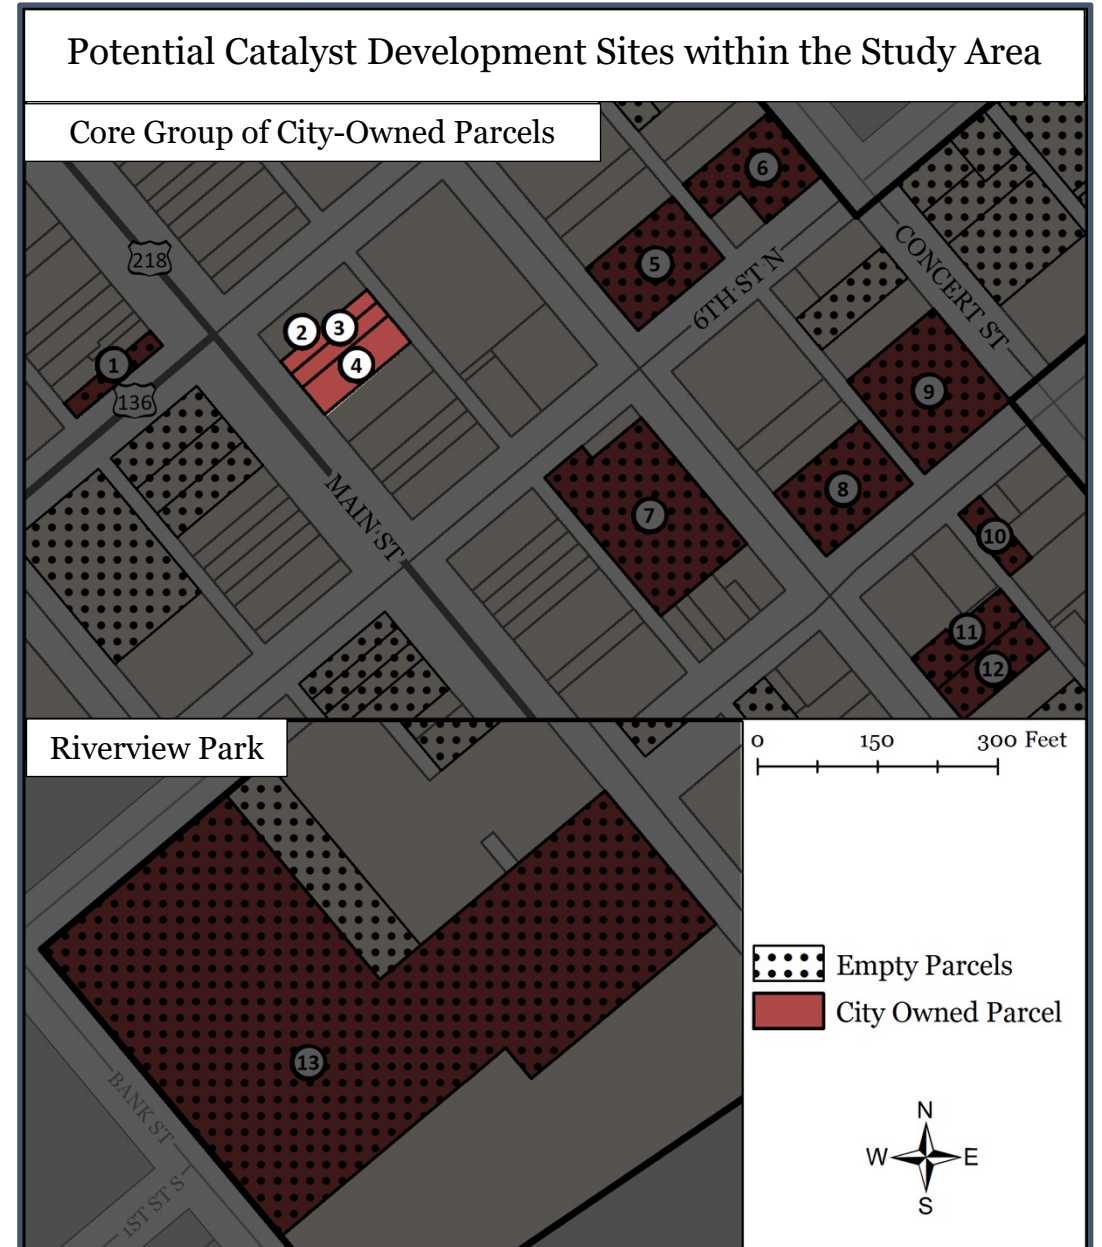 Potential Catalyst Development Sites within the Study Area
Core Group of City-Owned Parcels
218
136
MAIN ST
6TH ST N
CONCERT ST
1
2
3
4
5
6
7
8
9
10
11
12
Riverview Park
13
BANK ST
1ST ST S
0 150 300 Feet
Empty Parcels
City Owned Parcel
N
W E
S